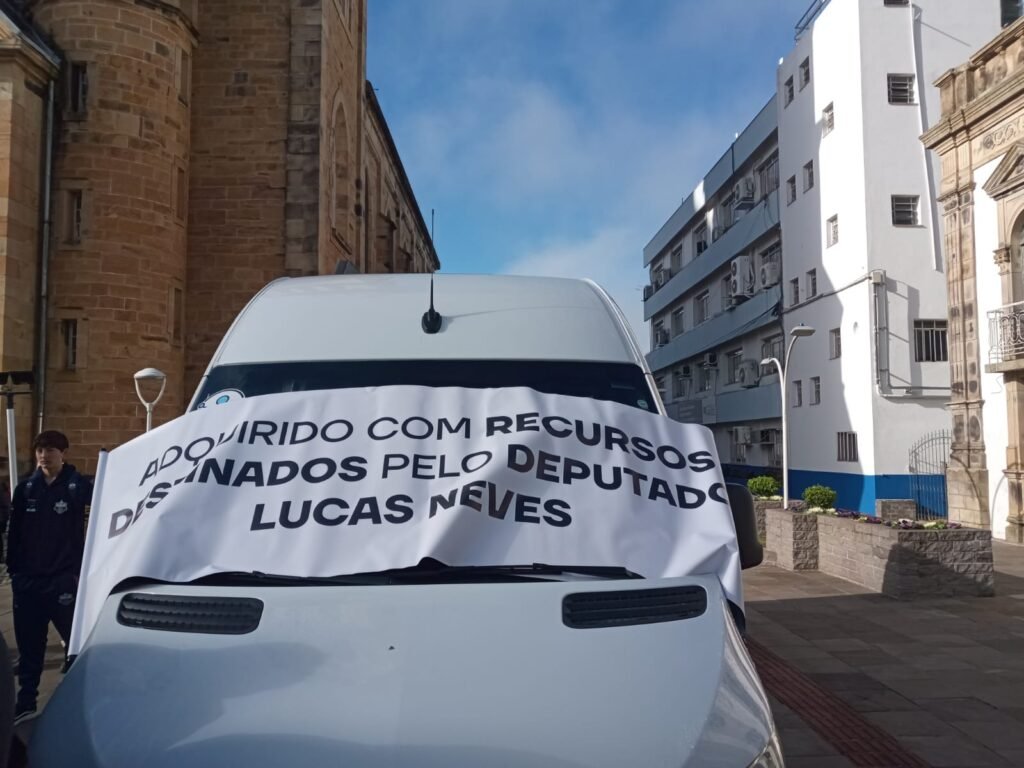 ADQUIRIDO COM RECURSOS
DESTINADOS PELO DEPUTADO
LUCAS NEVES